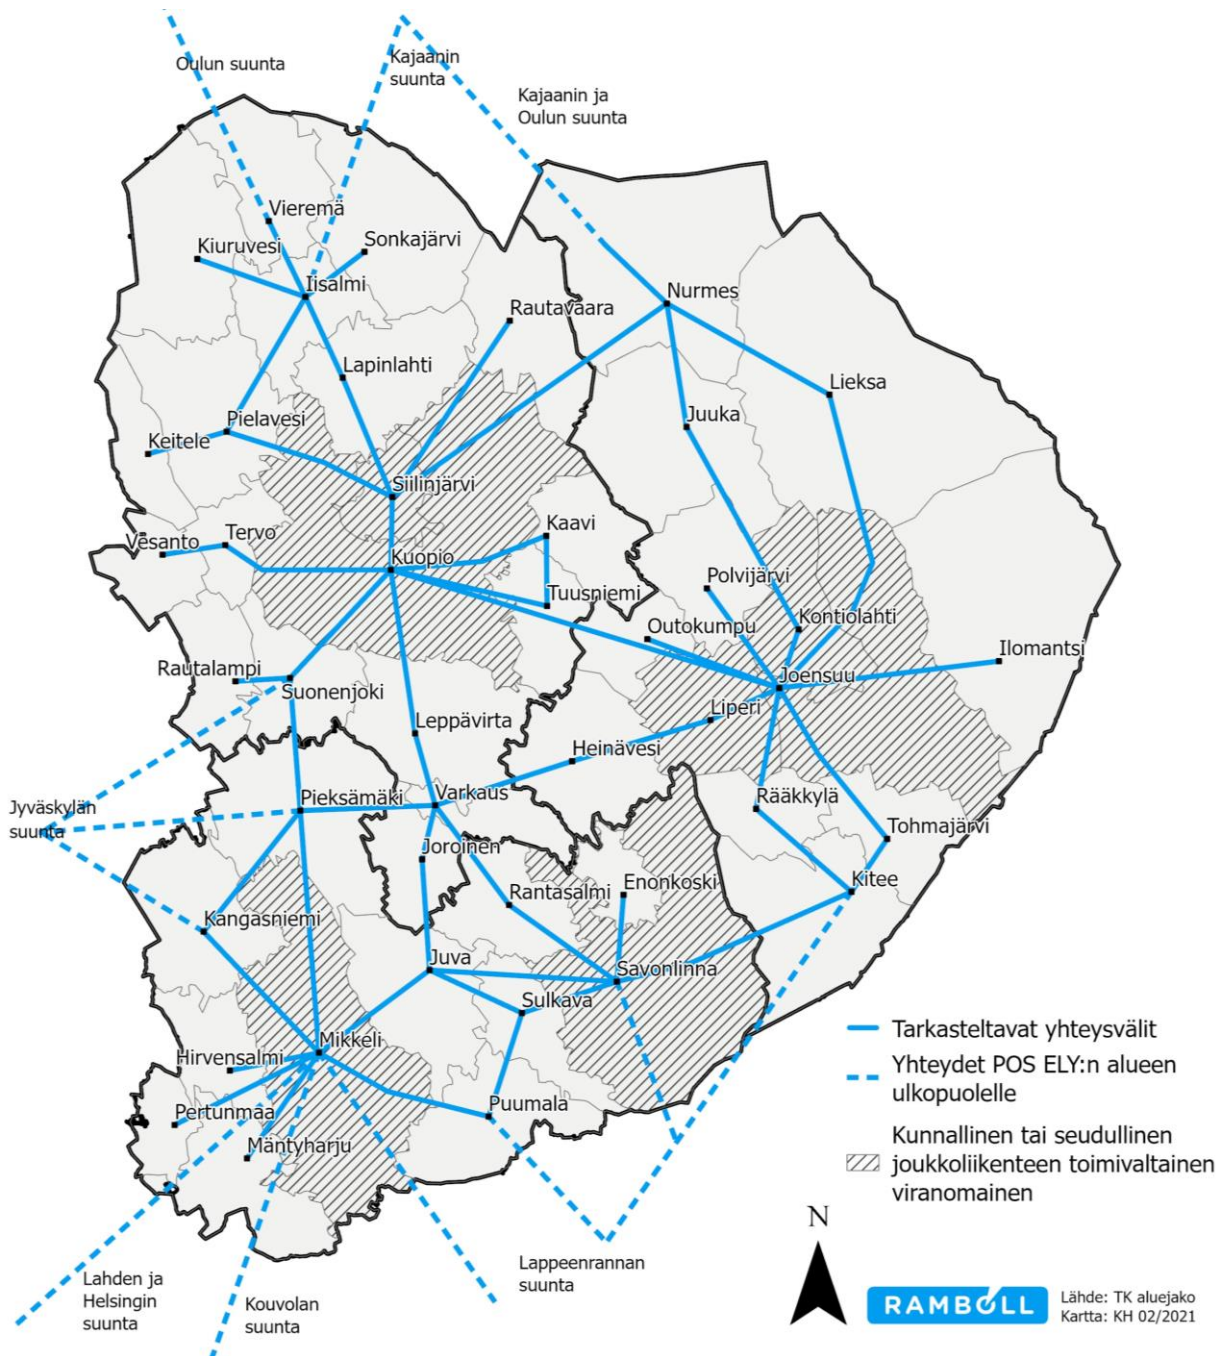 Oulun suunta
Kajaanin
suunta
Kajaanin ja
Oulun suunta
Vieremä
Kiuruvesi
Sonkajärvi
Iisalmi
Nurmes
Rautavaara
Lapinlahti
Lieksa
Juuka
Pielavesi
Keitele
Siilinjärvi
Kaavi
Tervo
Vesanto
Kuopio
Polvijärvi
Tuusniemi
Kontiolahti
Outokumpu
Ilomantsi
Rautalampi
Joensuu
Suonenjoki
Liperi
Leppävirta
Heinävesi
Jyväskylän
suunta
Pieksämäki
Varkaus
Rääkkylä
Tohmajärvi
Joroinen
Kitee
Rantasalmi
Enonkoski
Kangasniemi
Juva
Savonlinna
Sulkava
Mikkeli
Hirvensalmi
Puumala
Pertunmaa
Mäntyharju
Tarkasteltavat yhteysvälit
Yhteydet POS ELY:n alueen
ulkopuolelle
Kunnallinen tai seudullinen
joukkoliikenteen toimivaltainen
viranomainen
N
Lappeenrannan
suunta
Lahden ja
Helsingin
suunta
Kouvolan
suunta
RAMBOLL
Lähde: TK aluejako
Kartta: KH 02/2021